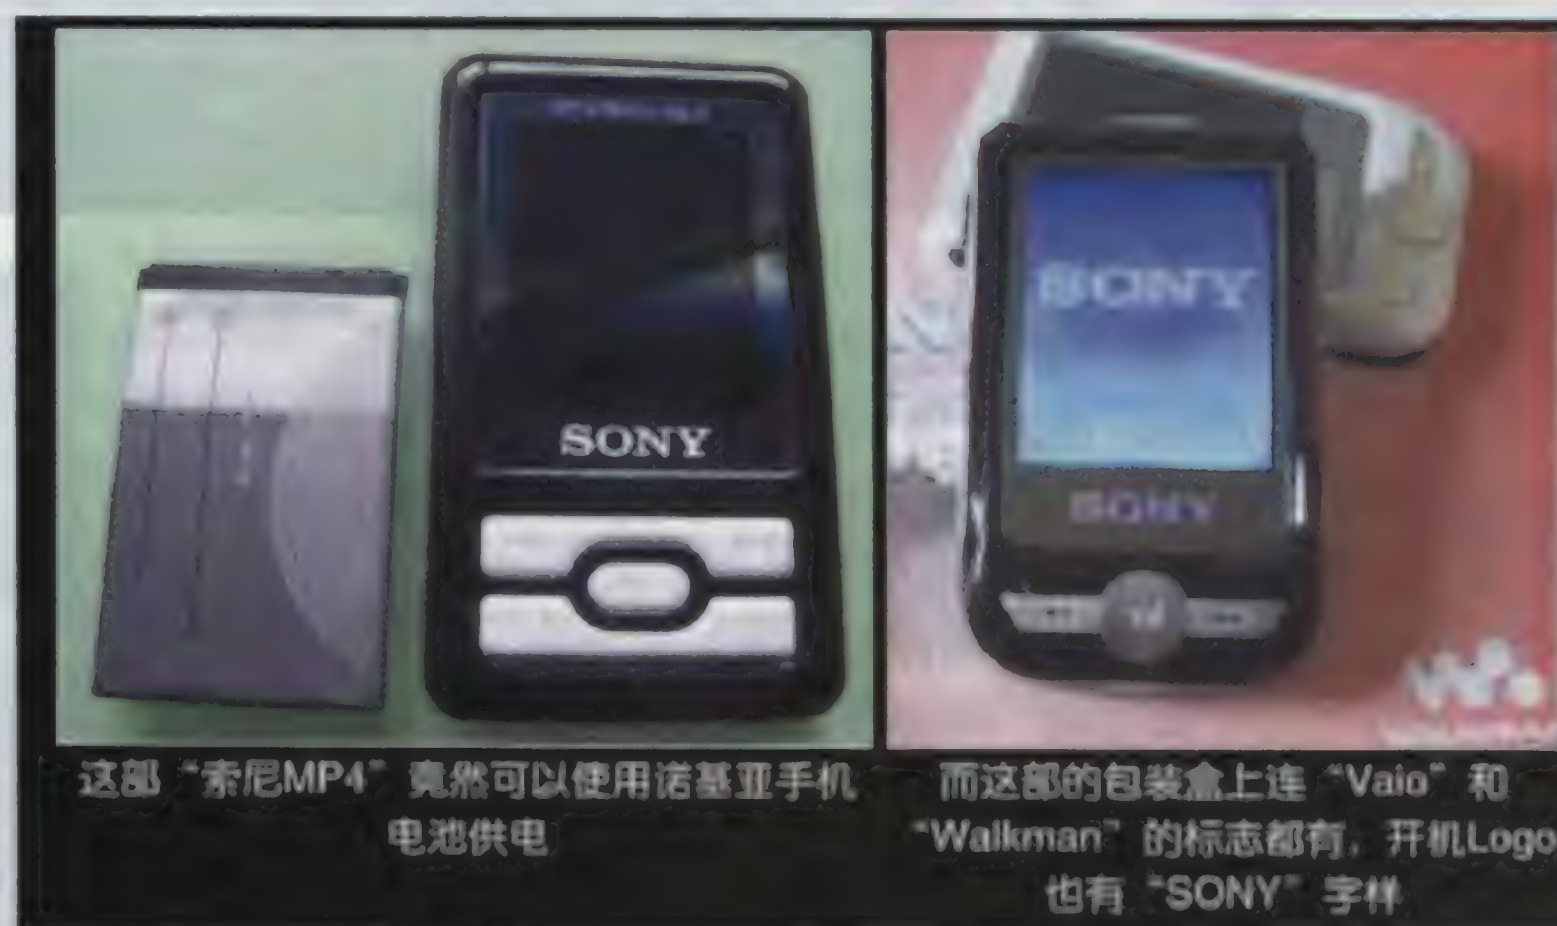 SONY
SONY
SONY
这部“索尼MP4”竟然可以使用诺基亚手机
电池供电
而这部的包装盒上连“Vaio”和
“Walkman”的标志都有，开机Logo
也有“SONY”字样